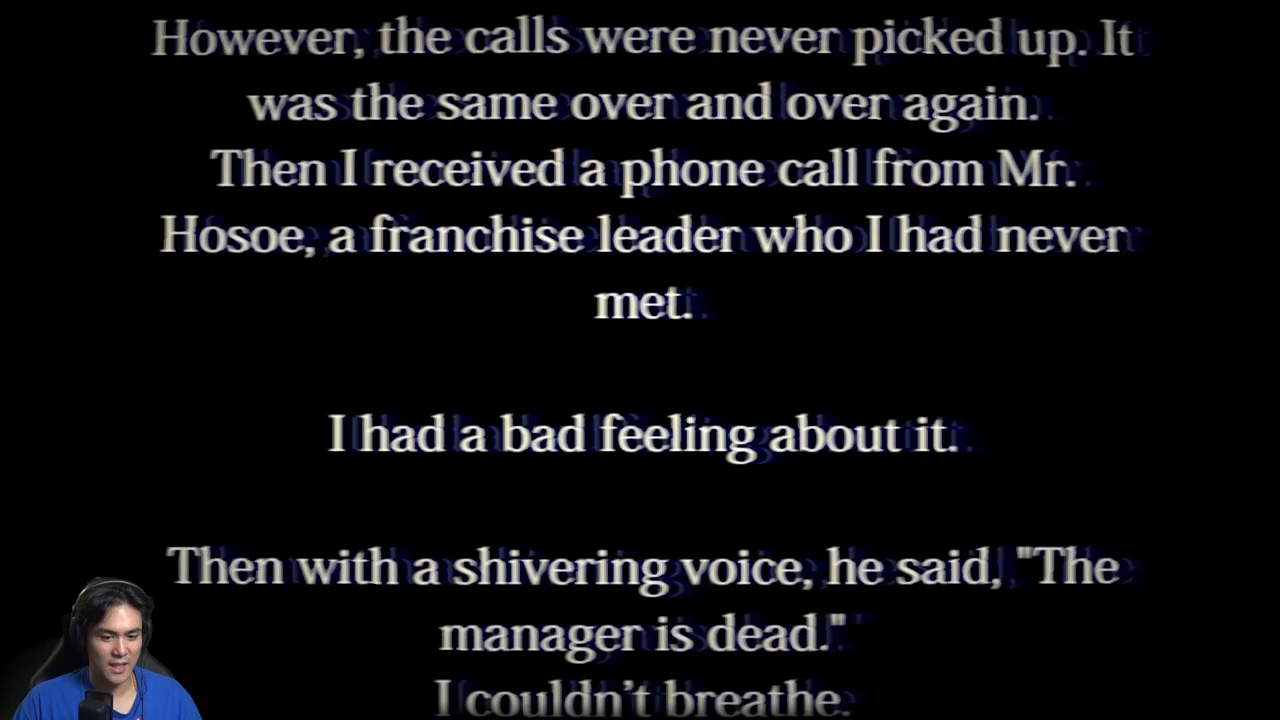 However, the calls were never picked up. It
was the same over and over again.
Then I received a phone call from Mr.
Hosoe, a franchise leader who I had never
met.
I had a bad feeling about it.
Then with a shivering voice, he said, "The
manager is dead."
I couldn't breathe.